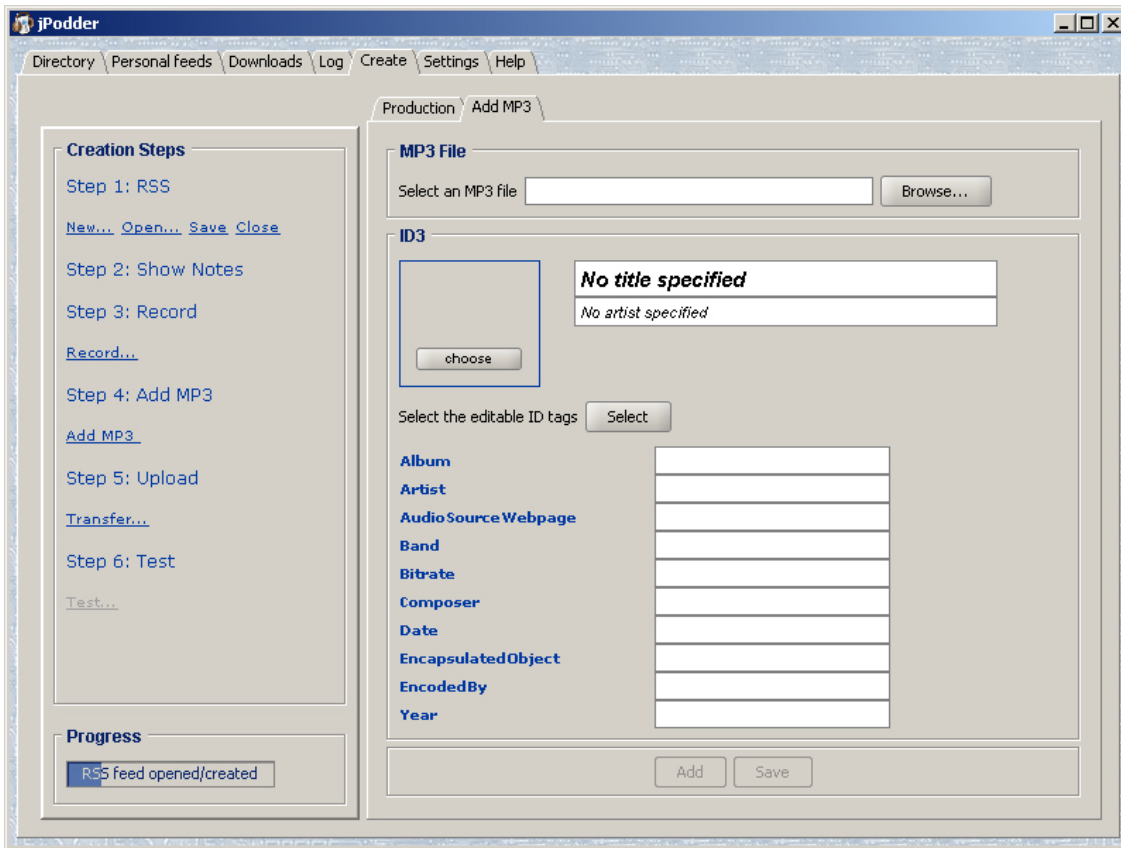 jPodder
Directory Personal feeds Downloads Log Create Settings Help
Production Add MP3
Creation Steps
Step 1: RSS
New... Open... Save Close
Step 2: Show Notes
Step 3: Record
Record...
Step 4: Add MP3
Add MP3
Step 5: Upload
Transfer...
Step 6: Test
Test...
Progress
RSS feed opened/created
MP3 File
Select an MP3 file Browse...
ID3
No title specified
No artist specified
choose
Select the editable ID tags Select
Album
Artist
AudioSourceWebpage
Band
Bitrate
Composer
Date
EncapsulatedObject
EncodedBy
Year
Add Save